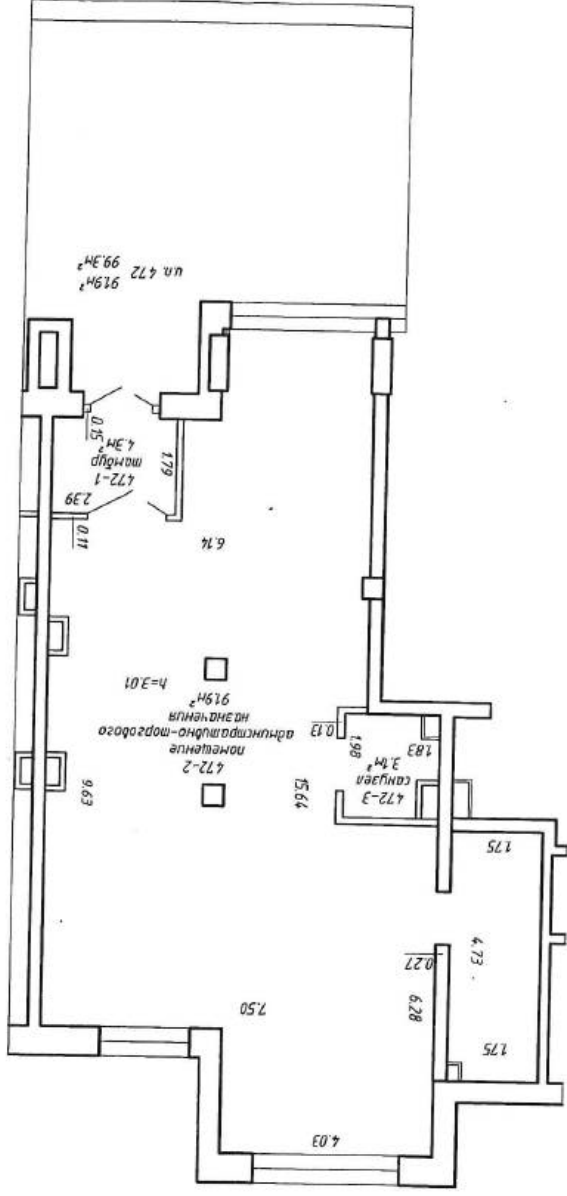 4.03
1.75
7.50
6.28
0.27
4.73
1.75
472-3
санузел
3.1м²
1.83
1.98
0.13
15.64
9.63
472-2
помещение
административно-торгового
назначения
91.9м²
h=3.01
6.14
0.11
2.39
472-1
тамбур
4.3м²
1.79
0.15
и.п. 472
91.9м²
99.3м²